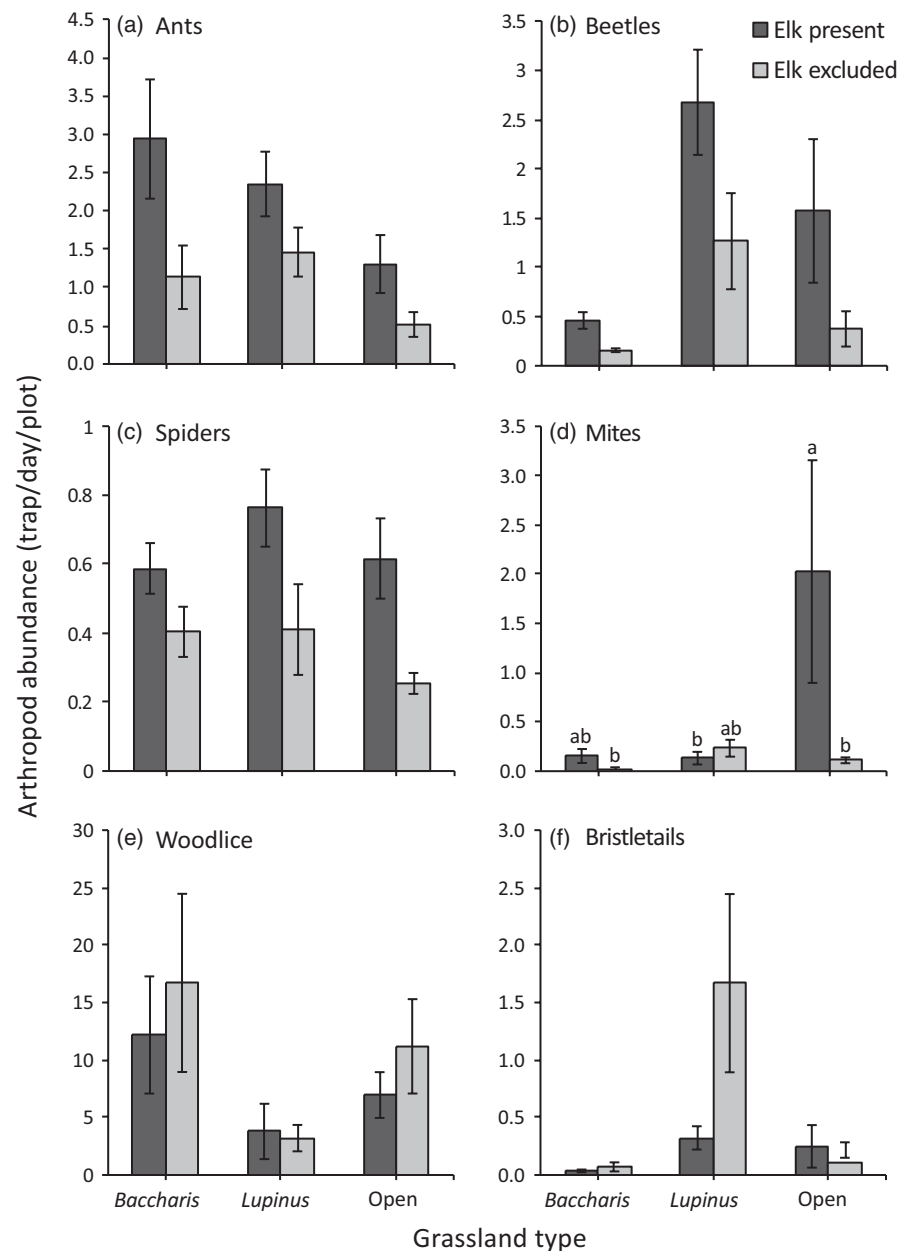 (a) Ants
4.5
4.0
3.5
3.0
2.5
2.0
1.5
1.0
0.5
0.0
(b) Beetles
Elk present
Elk excluded
3.5
3
2.5
2
1.5
1
0.5
0
Arthropod abundance (trap/day/plot)
(c) Spiders
1
0.8
0.6
0.4
0.2
0
(d) Mites
3.5
3.0
2.5
2.0
1.5
1.0
0.5
0.0
ab
b
b
ab
a
b
(e) Woodlice
30
25
20
15
10
5
0
Baccharis Lupinus Open
(f) Bristletails
3.0
2.5
2.0
1.5
1.0
0.5
0.0
Baccharis Lupinus Open
Grassland type